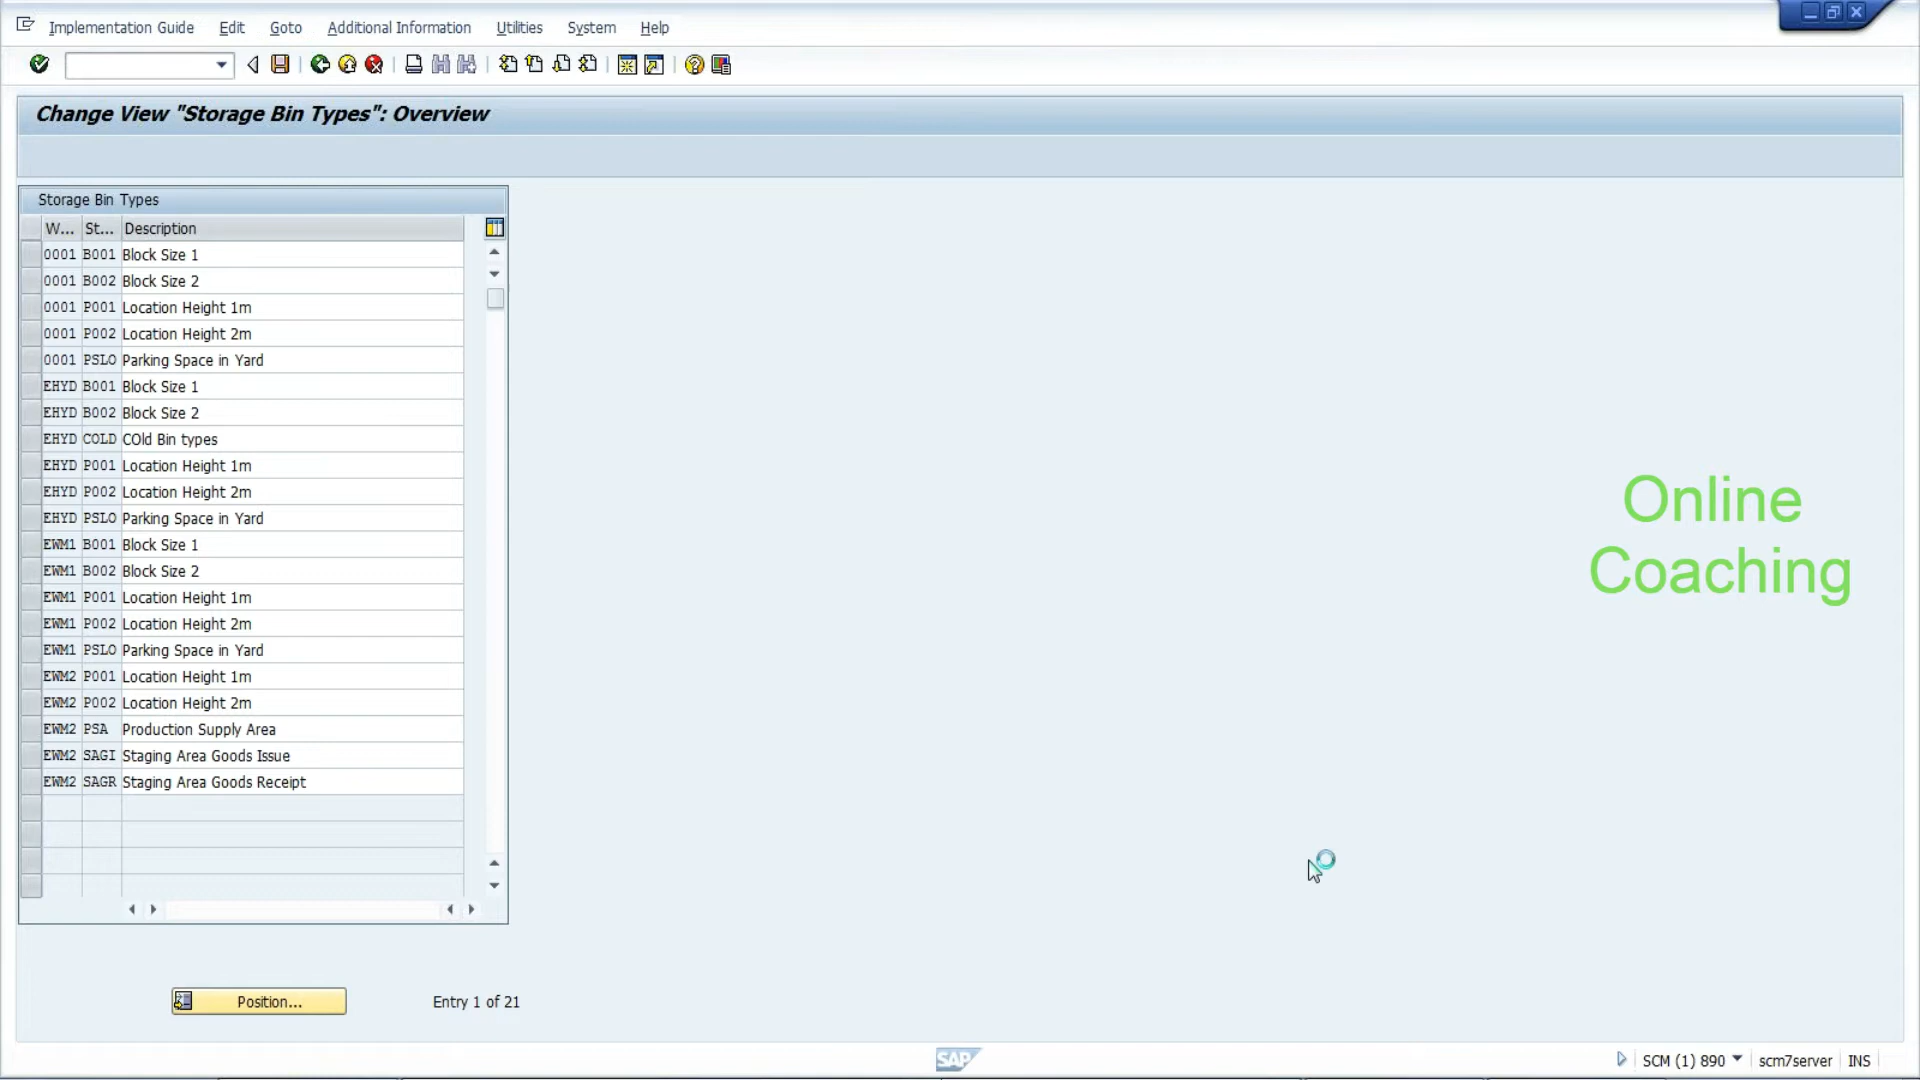 Implementation Guide Edit Goto Additional Information Utilities System Help
Change View "Storage Bin Types": Overview
Storage Bin Types
W... St... Description
0001 B001 Block Size 1
0001 B002 Block Size 2
0001 P001 Location Height 1m
0001 P002 Location Height 2m
0001 PSLO Parking Space in Yard
EHYD B001 Block Size 1
EHYD B002 Block Size 2
EHYD COLD COld Bin types
EHYD P001 Location Height 1m
EHYD P002 Location Height 2m
EHYD PSLO Parking Space in Yard
EWM1 B001 Block Size 1
EWM1 B002 Block Size 2
EWM1 P001 Location Height 1m
EWM1 P002 Location Height 2m
EWM1 PSLO Parking Space in Yard
EWM2 P001 Location Height 1m
EWM2 P002 Location Height 2m
EWM2 PSA Production Supply Area
EWM2 SAGI Staging Area Goods Issue
EWM2 SAGR Staging Area Goods Receipt
Online
Coaching
Position... Entry 1 of 21
SAP SCM (1) 890 scm7server INS